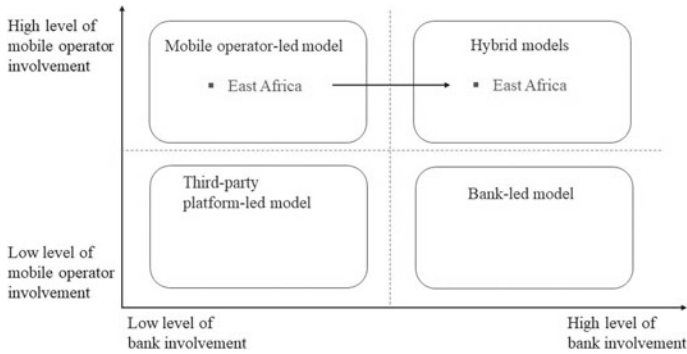 High level of
mobile operator
involvement
Mobile operator-led model
▪ East Africa
Hybrid models
▪ East Africa
Third-party
platform-led model
Bank-led model
Low level of
mobile operator
involvement
Low level of
bank involvement
High level of
bank involvement